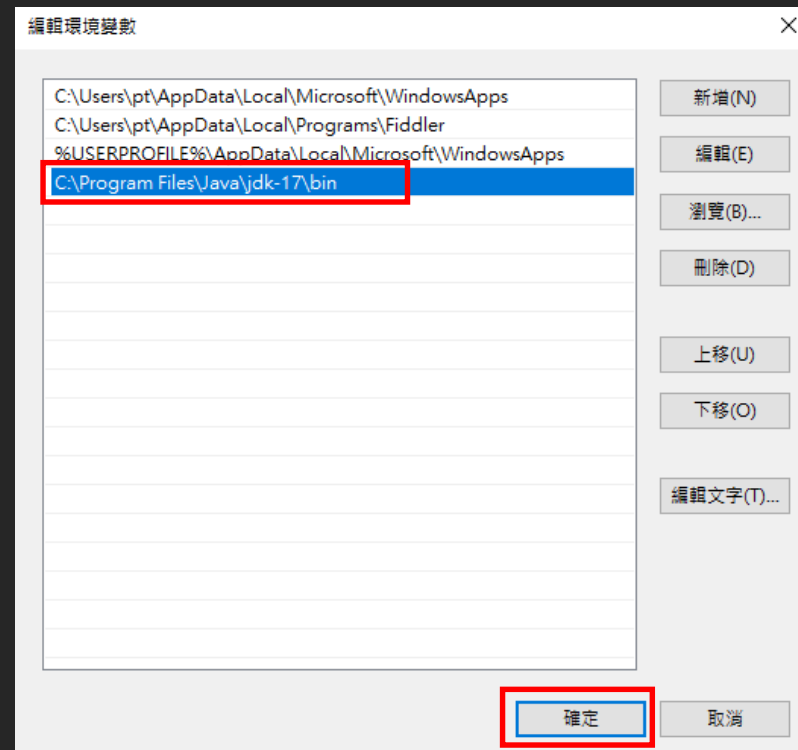 編輯環境變數
C:\Users\pt\AppData\Local\Microsoft\WindowsApps
C:\Users\pt\AppData\Local\Programs\Fiddler
%USERPROFILE%\AppData\Local\Microsoft\WindowsApps
C:\Program Files\Java\jdk-17\bin
新增(N)
編輯(E)
瀏覽(B)...
刪除(D)
上移(U)
下移(O)
編輯文字(T)...
確定
取消